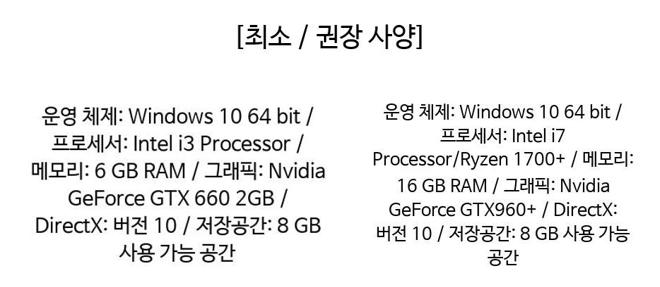 [최소 / 권장 사양]
운영 체제: Windows 10 64 bit /
프로세서: Intel i3 Processor /
메모리: 6 GB RAM / 그래픽: Nvidia
GeForce GTX 660 2GB /
DirectX: 버전 10 / 저장공간: 8 GB
사용 가능 공간
운영 체제: Windows 10 64 bit /
프로세서: Intel i7
Processor/Ryzen 1700+ / 메모리:
16 GB RAM / 그래픽: Nvidia
GeForce GTX960+ / DirectX:
버전 10 / 저장공간: 8 GB 사용 가능
공간